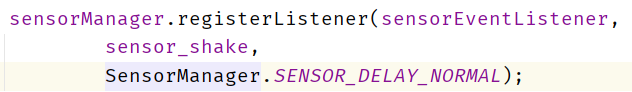 sensorManager.registerListener(sensorEventListener,
sensor_shake,
SensorManager.SENSOR_DELAY_NORMAL);